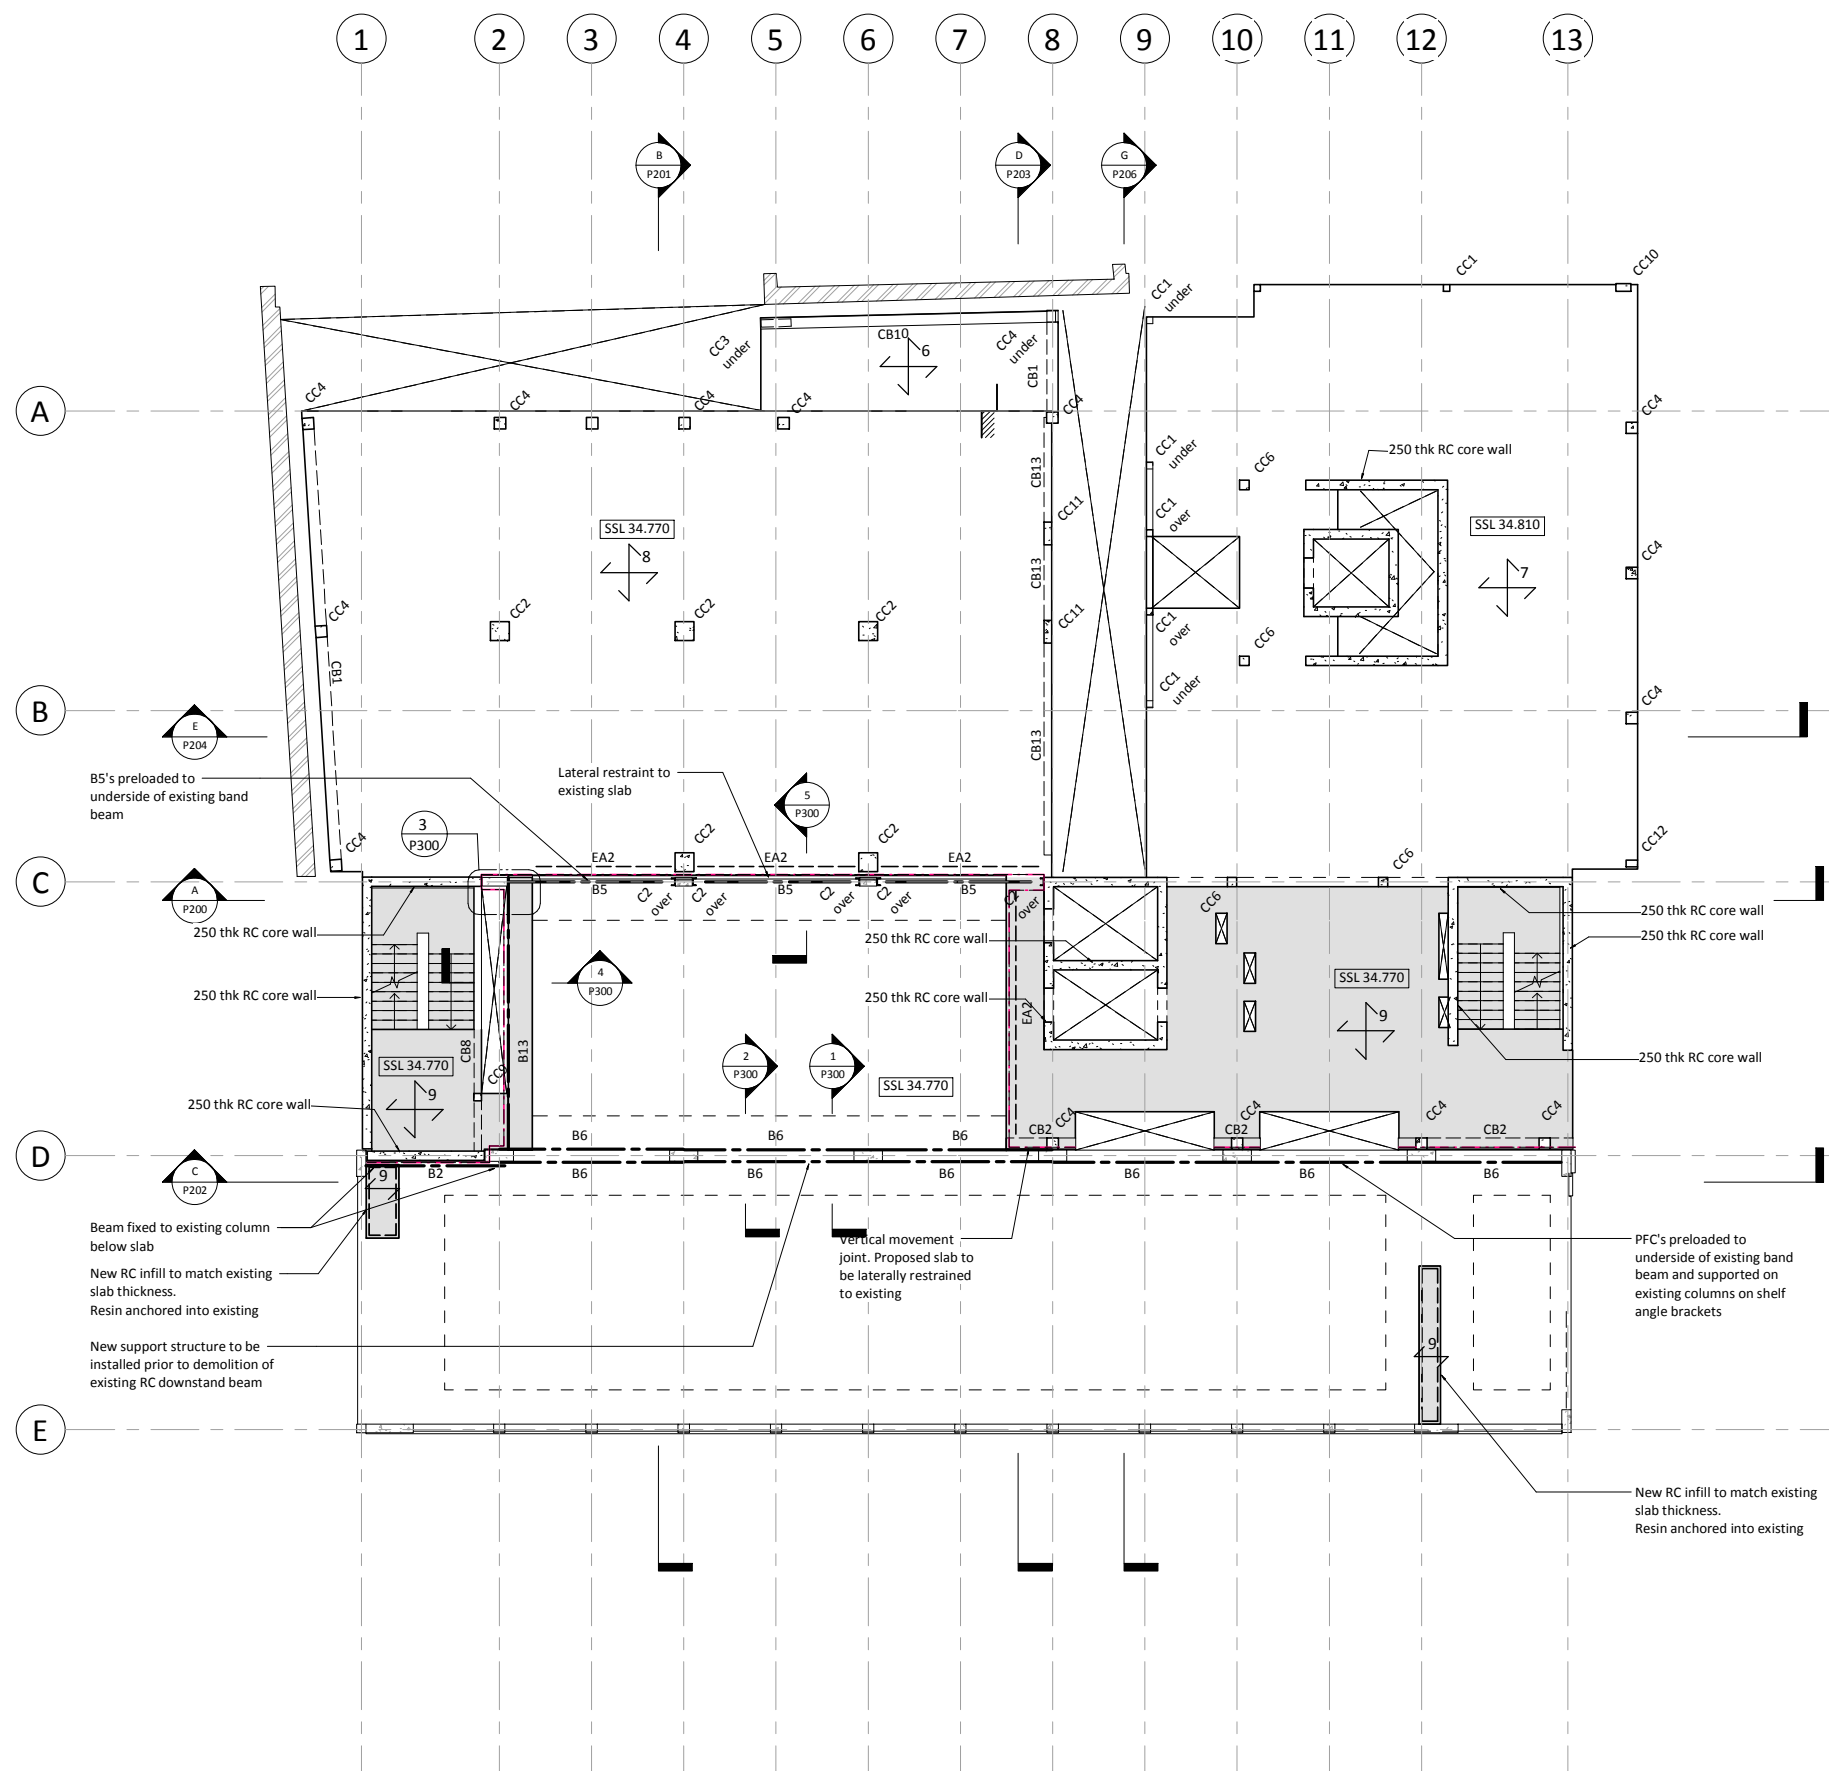 1 2 3 4 5 6 7 8 9 10 11 12 13
B
P201
D
P203
G
P206
CC1
CC10
CC1
under
CC3
under
CB10
6
CC4
under
CB1
A
CC4
CC4
CC4
CC4
CC4
CC4
CB13
CC1
under
CC6
250 thk RC core wall
SSL 34.770
8
CC11
CC1
over
SSL 34.810
7
CB13
CC4
CC4
CC2
CC2
CC2
CC11
CC1
over
CC6
CB1
CC1
under
CC4
B
E
P204
CB13
B5's preloaded to
underside of existing band
beam
Lateral restraint to
existing slab
5
P300
3
P300
CC4
CC2
CC2
CC6
CC12
EA2
EA2
EA2
C
A
P200
B5
B5
B5
C2
over
C2
over
C2
over
C2
over
C2
over
CC6
250 thk RC core wall
250 thk RC core wall
250 thk RC core wall
250 thk RC core wall
4
P300
250 thk RC core wall
250 thk RC core wall
SSL 34.770
9
EA2
CB8
B13
2
P300
1
P300
SSL 34.770
SSL 34.770
CC9
250 thk RC core wall
250 thk RC core wall
9
CC4
CC4
CC4
CC4
CB2
CB2
CB2
B6
B6
B6
D
C
P202
9
B2
B6
B6
B6
B6
B6
B6
Beam fixed to existing column
below slab
New RC infill to match existing
slab thickness.
Resin anchored into existing
Vertical movement
joint. Proposed slab to
be laterally restrained
to existing
PFC's preloaded to
underside of existing band
beam and supported on
existing columns on shelf
angle brackets
New support structure to be
installed prior to demolition of
existing RC downstand beam
9
E
New RC infill to match existing
slab thickness.
Resin anchored into existing